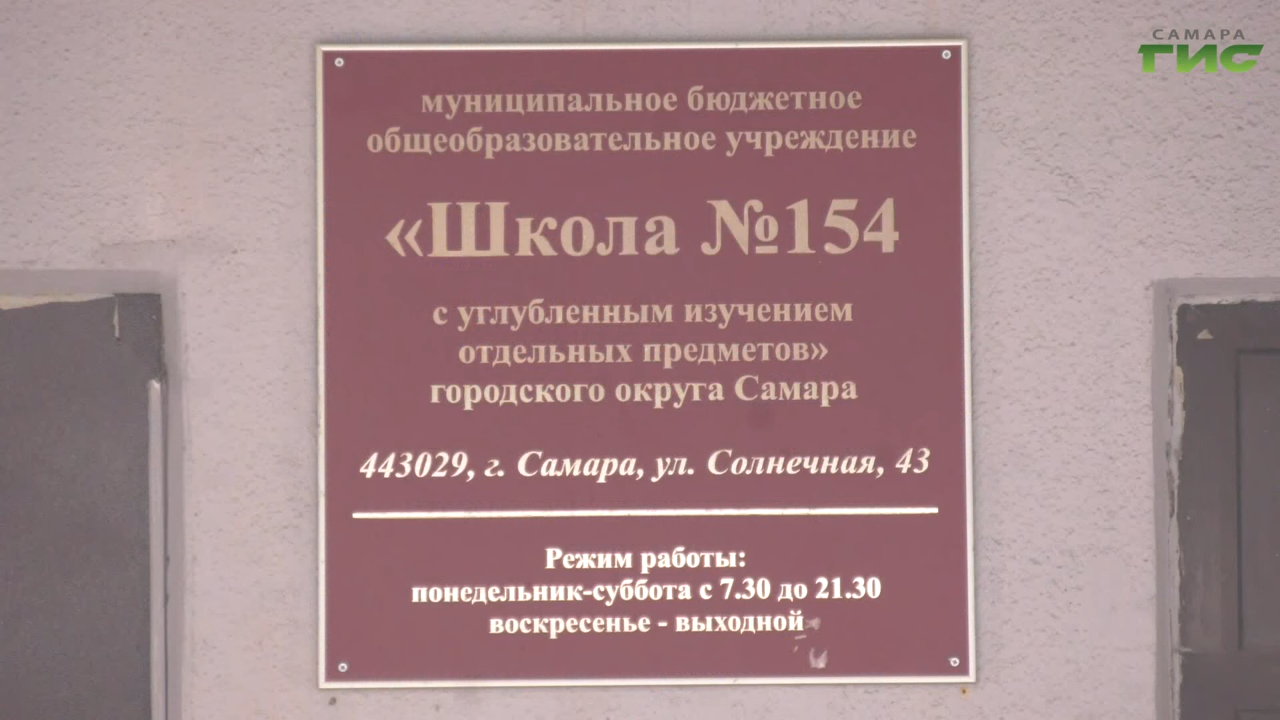 САМАРА
ГИС
муниципальное бюджетное
общеобразовательное учреждение
«Школа №154
с углубленным изучением
отдельных предметов»
городского округа Самара
443029, г. Самара, ул. Солнечная, 43
Режим работы:
понедельник-суббота с 7.30 до 21.30
воскресенье - выходной